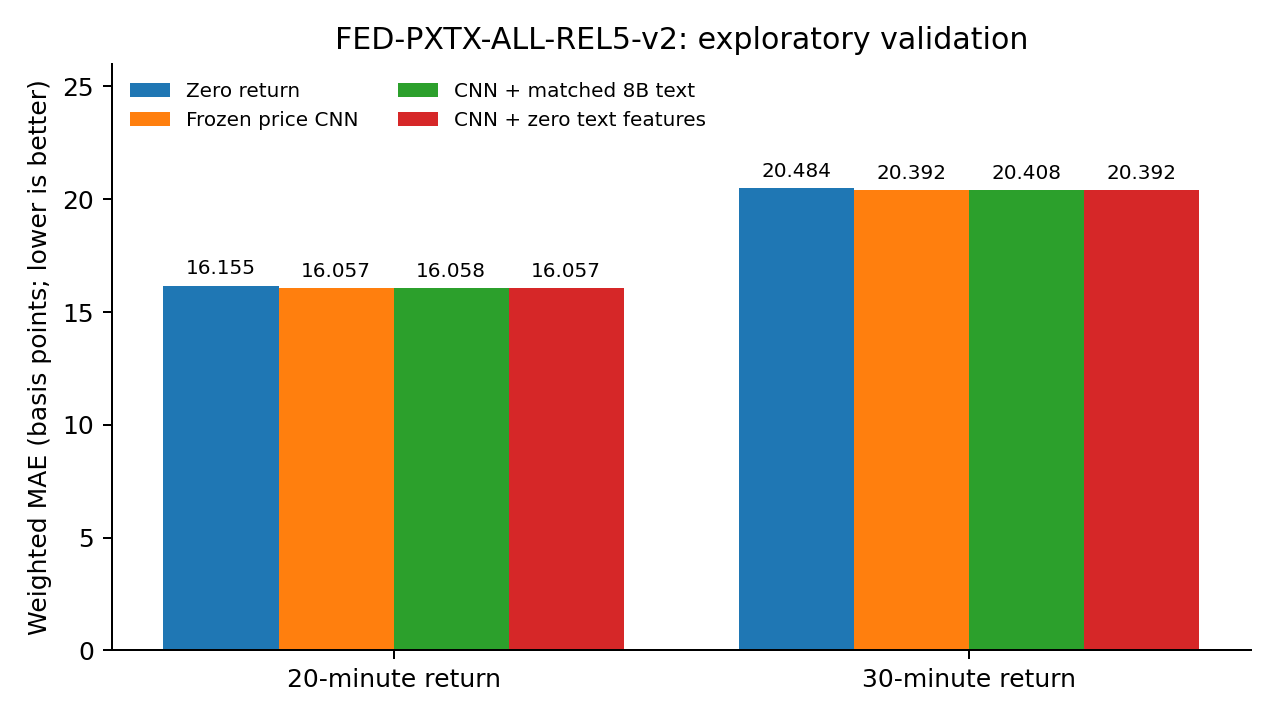 FED-PXTX-ALL-REL5-v2: exploratory validation
Weighted MAE (basis points; lower is better)
25
20
15
10
5
0
Zero return
Frozen price CNN
CNN + matched 8B text
CNN + zero text features
16.155
16.057
16.058
16.057
20.484
20.392
20.408
20.392
20-minute return
30-minute return